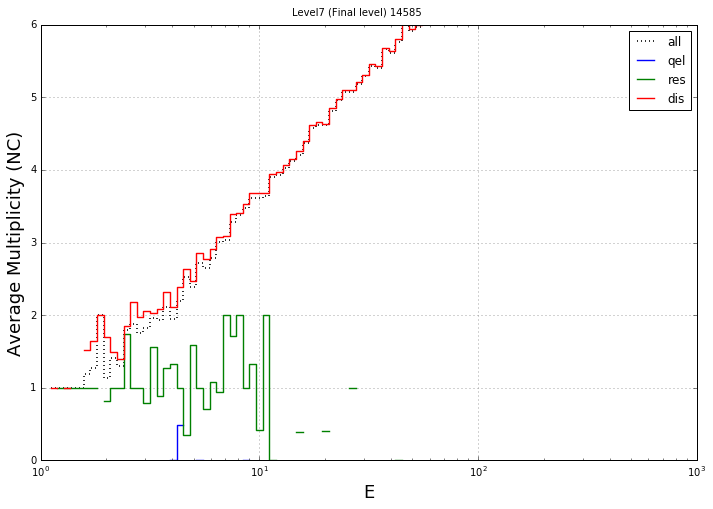 Level7 (Final level) 14585
all
qel
res
dis
Average Multiplicity (NC)
6
5
4
3
2
1
0
10^0
10^1
10^2
10^3
E